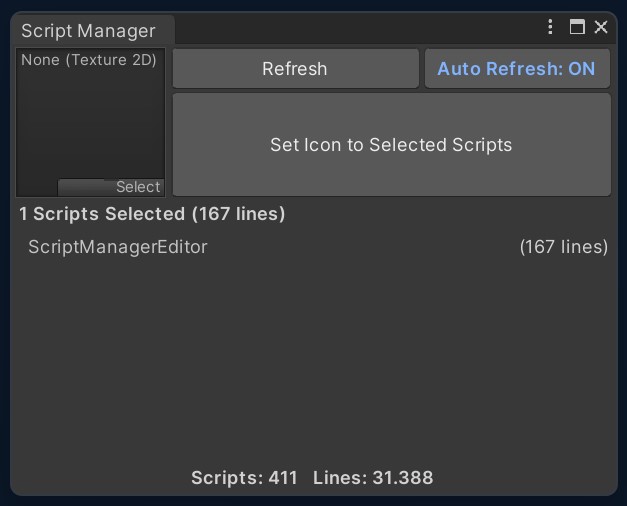 Script Manager
None (Texture 2D)
Refresh
Auto Refresh: ON
Set Icon to Selected Scripts
Select
1 Scripts Selected (167 lines)
ScriptManagerEditor (167 lines)
Scripts: 411 Lines: 31.388